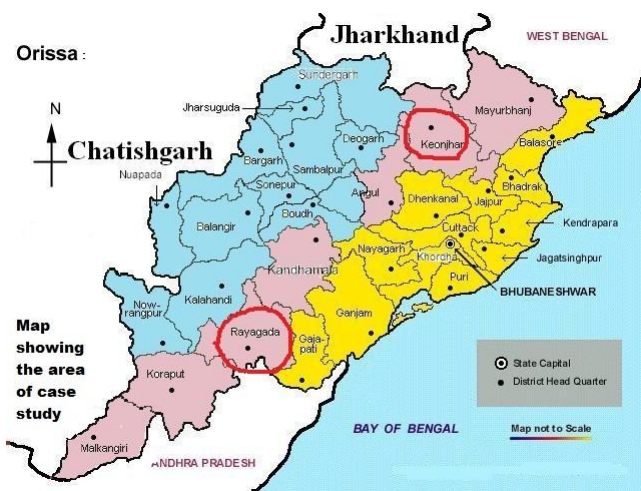 Jharkhand
WEST BENGAL
Orissa :
Sundergarh
Mayurbhanj
Jharsuguda
N
Keonjhar
Balasore
Deogarh
Chatishgarh
Bargarh
Sambalpur
Nuapada
Bhadrak
Sonepur
Angul
Dhenkanal
Jajpur
Boudh
Balangir
Kendrapara
Cuttack
Nayagarh
Khordha
Jagatsinghpur
Kandhamala
Puri
Kalahandi
BHUBANESHWAR
Now-
rangpur
Ganjam
Map
showing
the area
of case
study
Rayagada
Gaja-
pati
State Capital
Koraput
District Head Quarter
BAY OF BENGAL
Map not to Scale
Malkangiri
ANDHRA PRADESH